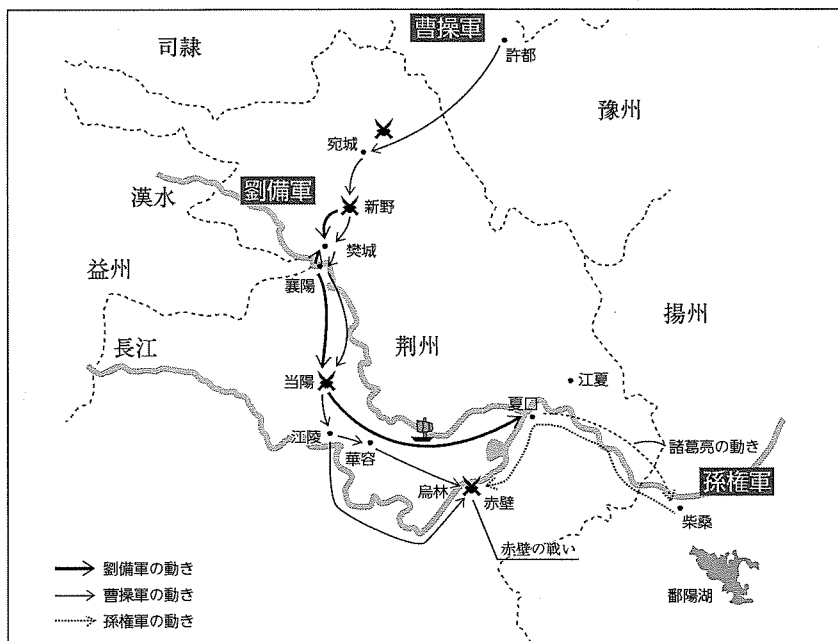 曹操軍
司隷
許都
豫州
宛城
漢水
劉備軍
新野
樊城
益州
襄陽
揚州
長江
荆州
当陽
江夏
夏口
江陵
華容
諸葛亮の動き
烏林
赤壁
孫権軍
柴桑
赤壁の戦い
劉備軍の動き
曹操軍の動き
孫権軍の動き
鄱陽湖